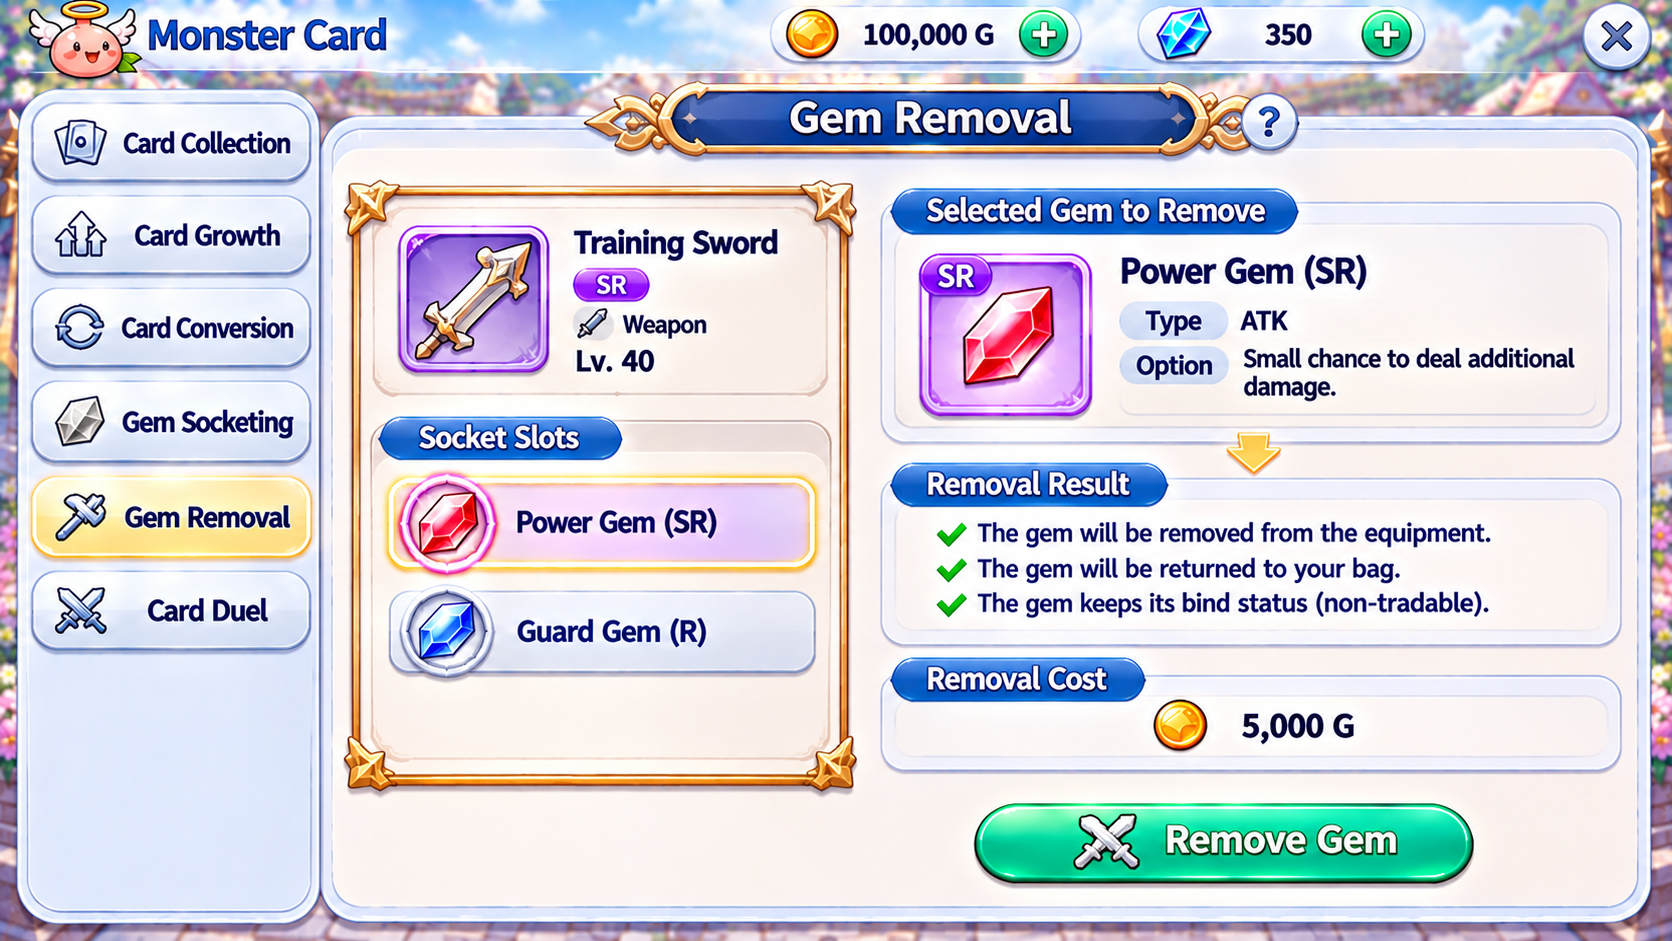 Monster Card
100,000 G
350
Card Collection
Card Growth
Card Conversion
Gem Socketing
Gem Removal
Card Duel
Gem Removal
?
Training Sword
SR
Weapon
Lv. 40
Socket Slots
Power Gem (SR)
Guard Gem (R)
Selected Gem to Remove
SR
Power Gem (SR)
Type ATK
Option Small chance to deal additional
damage.
Removal Result
The gem will be removed from the equipment.
The gem will be returned to your bag.
The gem keeps its bind status (non-tradable).
Removal Cost
5,000 G
Remove Gem